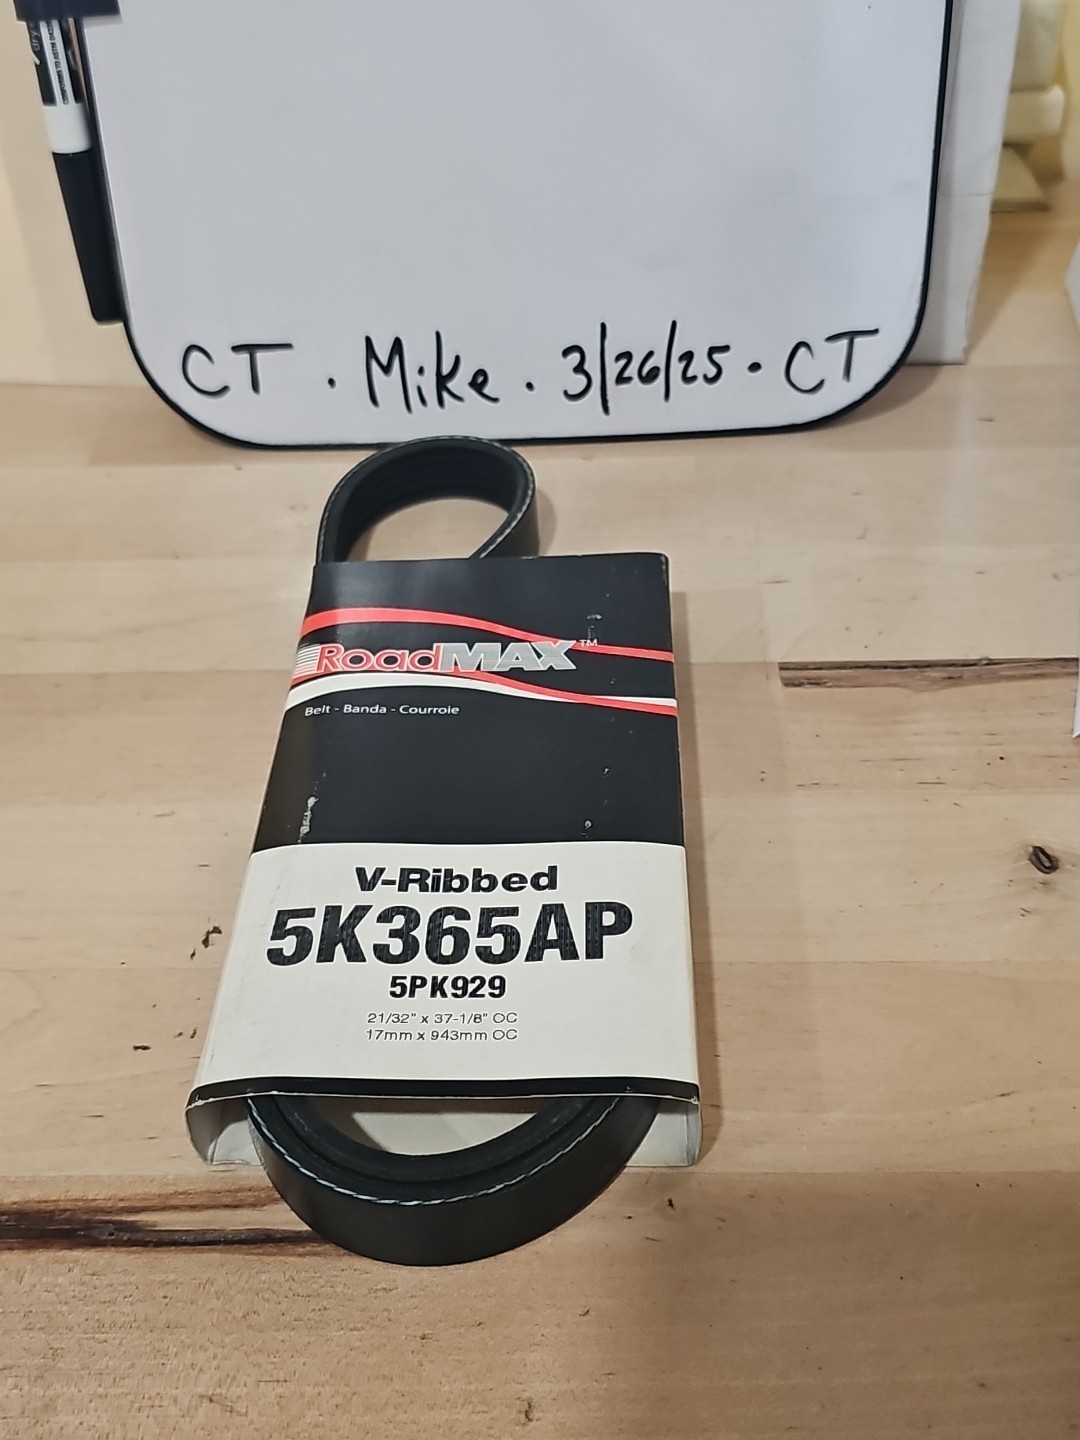 CT . Mike . 3/26/25 . CT
RoadMAX™
Belt - Banda - Courroie
V-Ribbed
5K365AP
5PK929
21/32" x 37-1/8" OC
17mm x 943mm OC